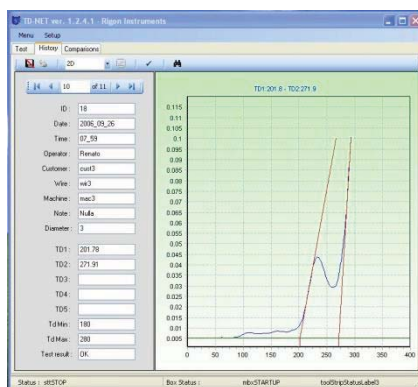 TD-NET ver. 1.2.4.1 - Rigon Instruments
Menu Setup
Test History Comparisons
2D
10 of 11
ID : 18
Date : 2006_09_26
Time : 07_59
Operator : Renato
Customer : cust3
Wire : wir3
Machine : mac3
Note : Nulla
Diameter : 3
TD1 : 201.78
TD2 : 271.91
TD3 :
TD4 :
TD5 :
Td Min : 180
Td Max : 280
Test result : OK
TD1:201.8 - TD2:271.9
0.115
0.11
0.105
0.1
0.095
0.09
0.085
0.08
0.075
0.07
0.065
0.06
0.055
0.05
0.045
0.04
0.035
0.03
0.025
0.02
0.015
0.01
0.005
0 50 100 150 200 250 300 350 400
Status : sttSTOP Box Status : mbxSTARTUP toolStripStatusLabel3